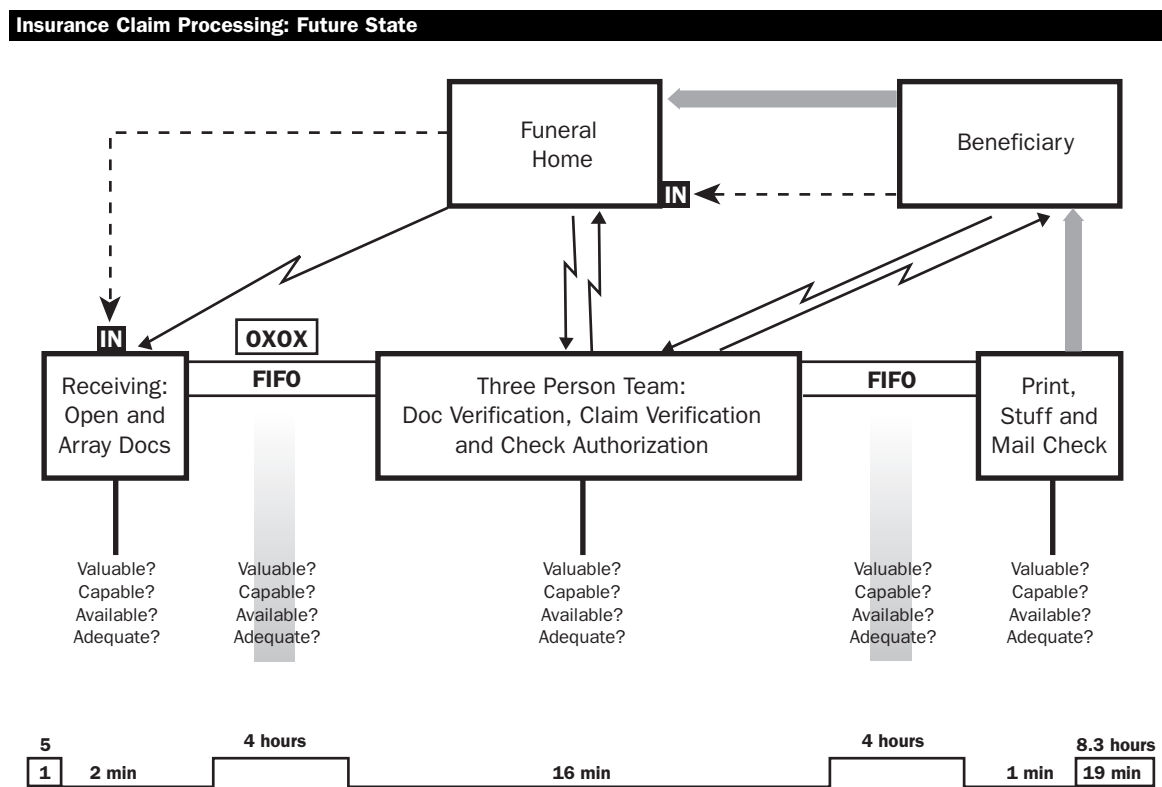 Insurance Claim Processing: Future State
Funeral
Home
Beneficiary
IN
IN
OXOX
FIFO
FIFO
Receiving:
Open and
Array Docs
Three Person Team:
Doc Verification, Claim Verification
and Check Authorization
Print,
Stuff and
Mail Check
Valuable?
Capable?
Available?
Adequate?
Valuable?
Capable?
Available?
Adequate?
Valuable?
Capable?
Available?
Adequate?
Valuable?
Capable?
Available?
Adequate?
Valuable?
Capable?
Available?
Adequate?
5
1
2 min
4 hours
16 min
4 hours
1 min
8.3 hours
19 min